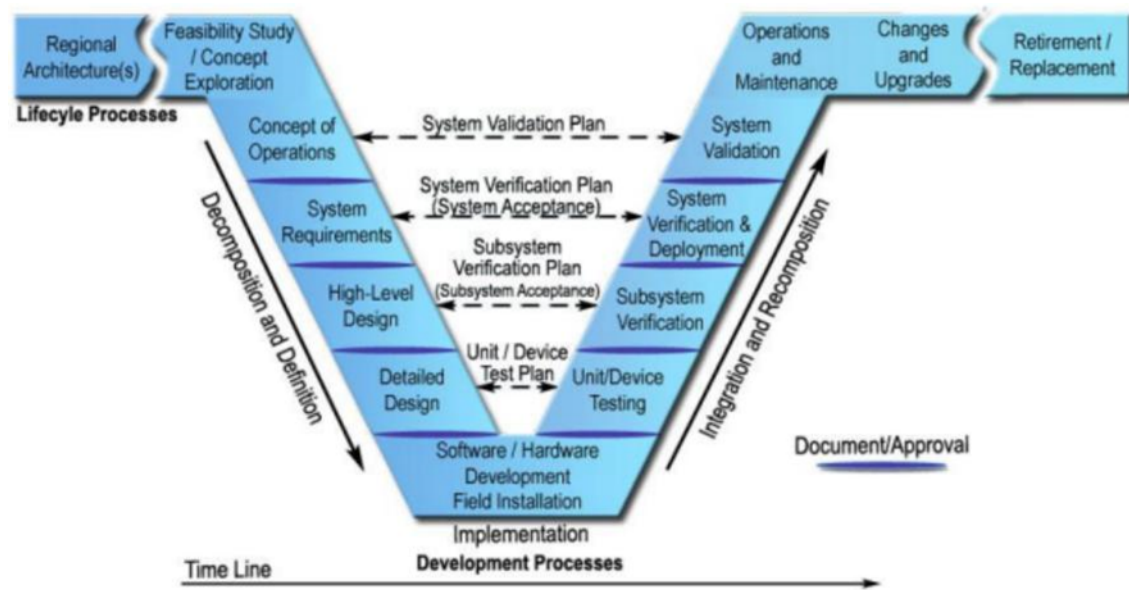 Regional
Architecture(s)
Feasibility Study
/ Concept
Exploration
Operations
and
Maintenance
Changes
and
Upgrades
Retirement /
Replacement
Lifecyle Processes
Concept of
Operations
System Validation Plan
System
Validation
System
Requirements
System Verification Plan
(System Acceptance)
System
Verification &
Deployment
High-Level
Design
Subsystem
Verification Plan
(Subsystem Acceptance)
Subsystem
Verification
Detailed
Design
Unit / Device
Test Plan
Unit/Device
Testing
Decomposition and Definition
Integration and Recomposition
Software / Hardware
Development
Field Installation
Document/Approval
Implementation
Development Processes
Time Line